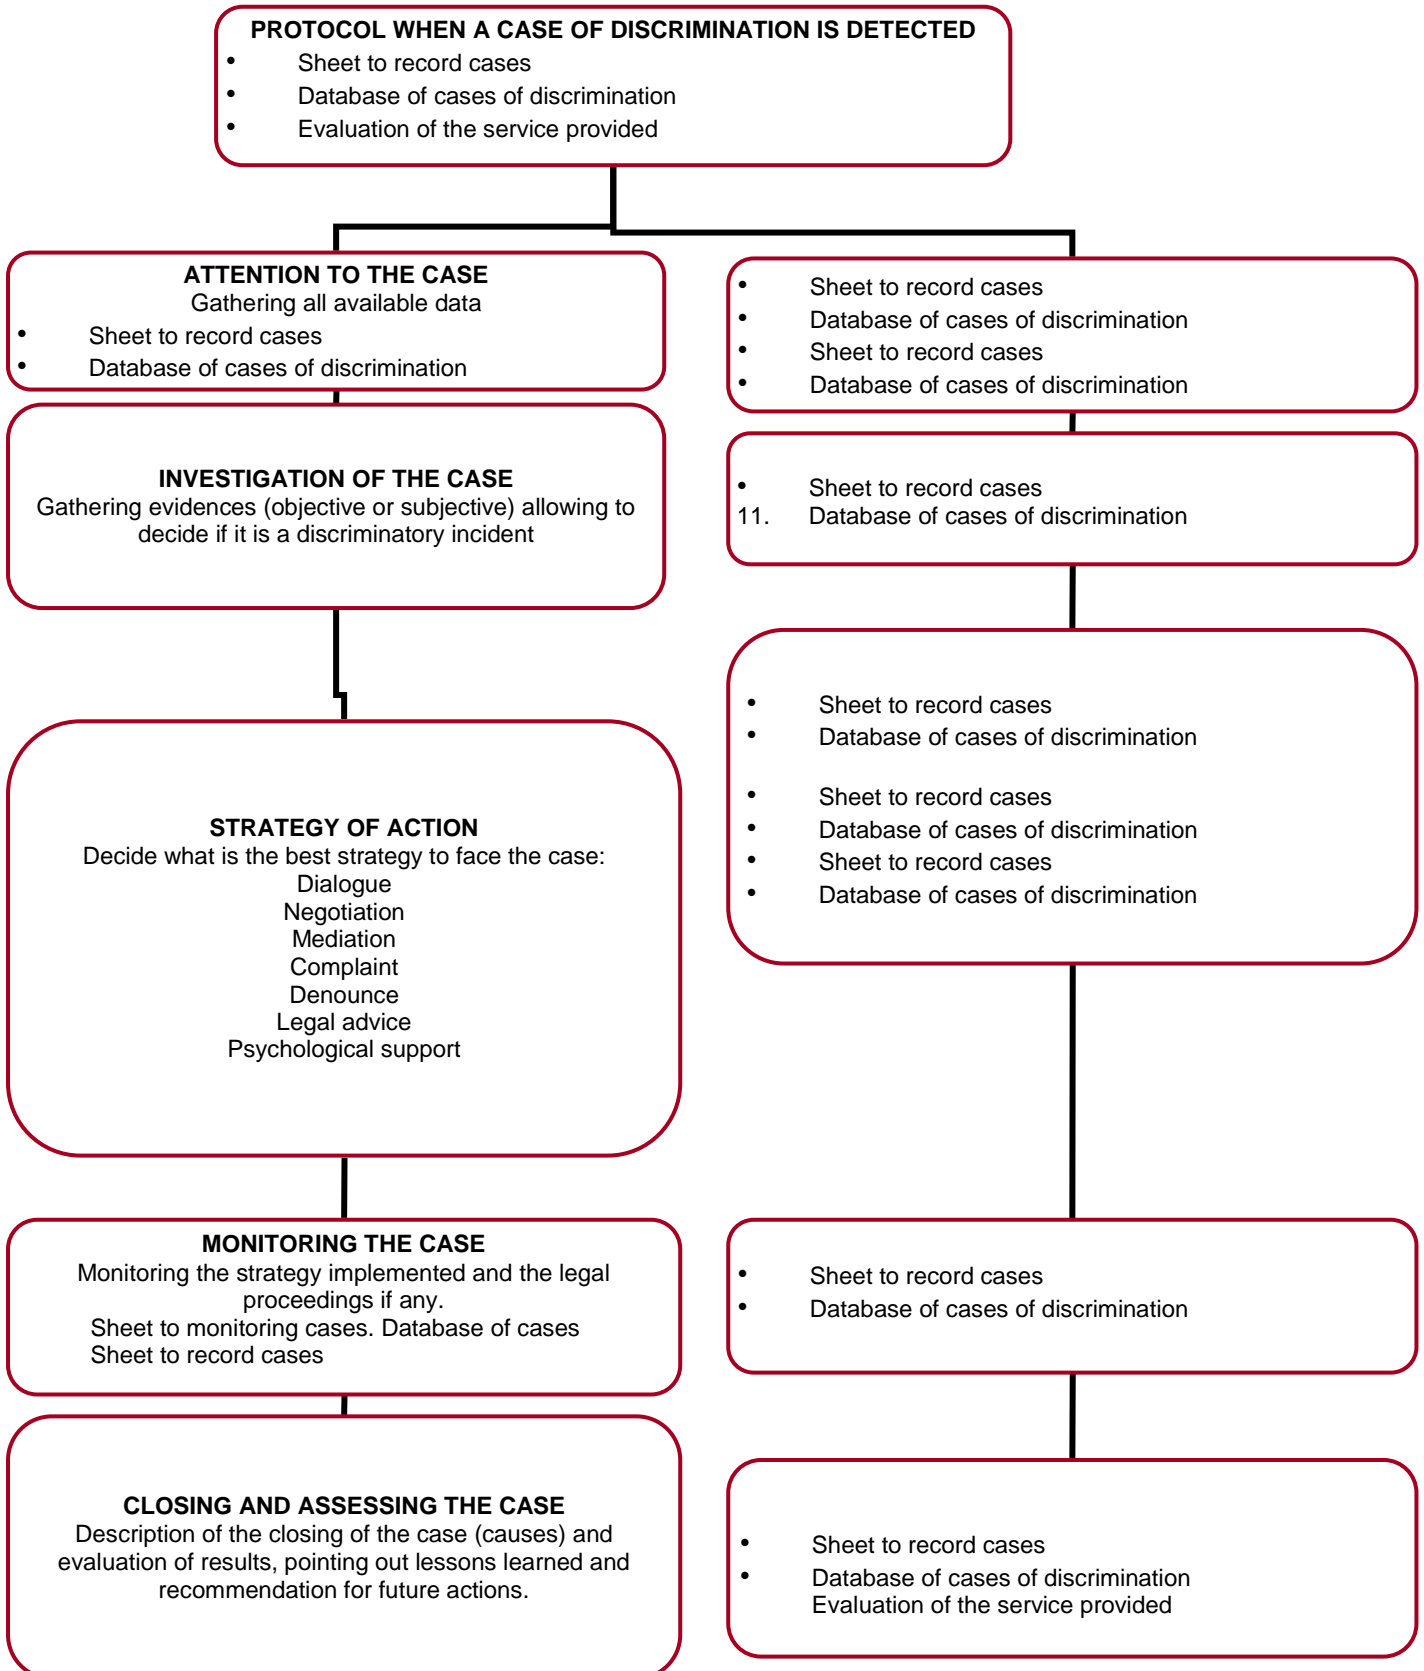 PROTOCOL WHEN A CASE OF DISCRIMINATION IS DETECTED
• Sheet to record cases
• Database of cases of discrimination
• Evaluation of the service provided
ATTENTION TO THE CASE
Gathering all available data
• Sheet to record cases
• Database of cases of discrimination
• Sheet to record cases
• Database of cases of discrimination
• Sheet to record cases
• Database of cases of discrimination
INVESTIGATION OF THE CASE
Gathering evidences (objective or subjective) allowing to
decide if it is a discriminatory incident
• Sheet to record cases
11. Database of cases of discrimination
STRATEGY OF ACTION
Decide what is the best strategy to face the case:
Dialogue
Negotiation
Mediation
Complaint
Denounce
Legal advice
Psychological support
• Sheet to record cases
• Database of cases of discrimination
• Sheet to record cases
• Database of cases of discrimination
• Sheet to record cases
• Database of cases of discrimination
MONITORING THE CASE
Monitoring the strategy implemented and the legal
proceedings if any.
Sheet to monitoring cases. Database of cases
Sheet to record cases
• Sheet to record cases
• Database of cases of discrimination
CLOSING AND ASSESSING THE CASE
Description of the closing of the case (causes) and
evaluation of results, pointing out lessons learned and
recommendation for future actions.
• Sheet to record cases
• Database of cases of discrimination
Evaluation of the service provided